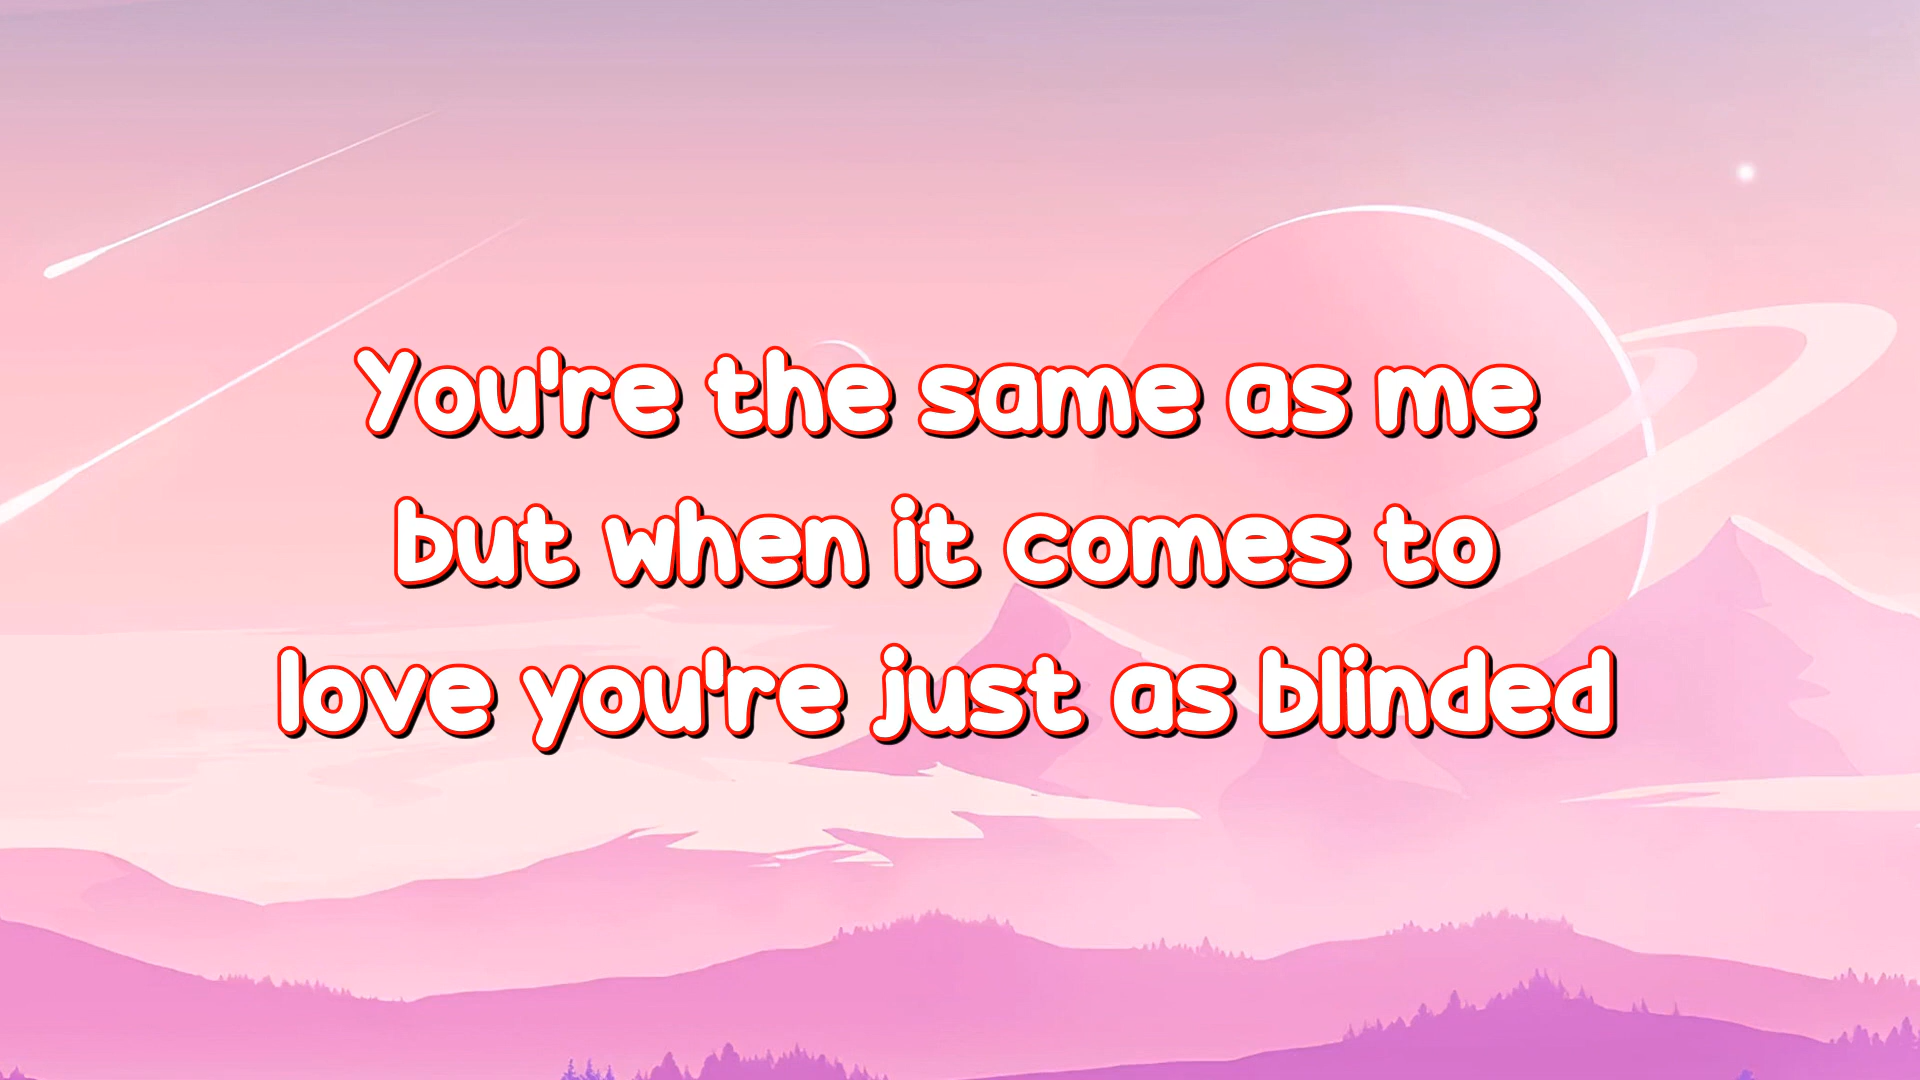 You're the same as me
but when it comes to
love you're just as blinded